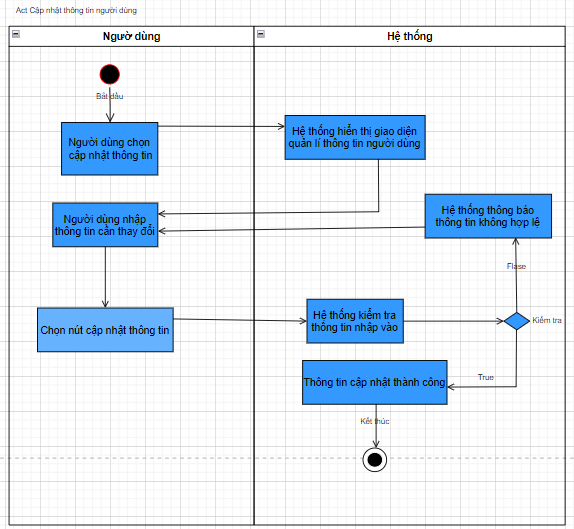 Act Cập nhật thông tin người dùng
Ngườ dùng
Hệ thống
Bắt đầu
Người dùng chọn
cập nhật thông tin
Hệ thống hiển thị giao diện
quản lí thông tin người dùng
Người dùng nhập
thông tin cần thay đổi
Hệ thống thông báo
thông tin không hợp lệ
Flase
Chọn nút cập nhật thông tin
Hệ thống kiểm tra
thông tin nhập vào
Kiểm tra
Thông tin cập nhật thành công
True
Kết thúc